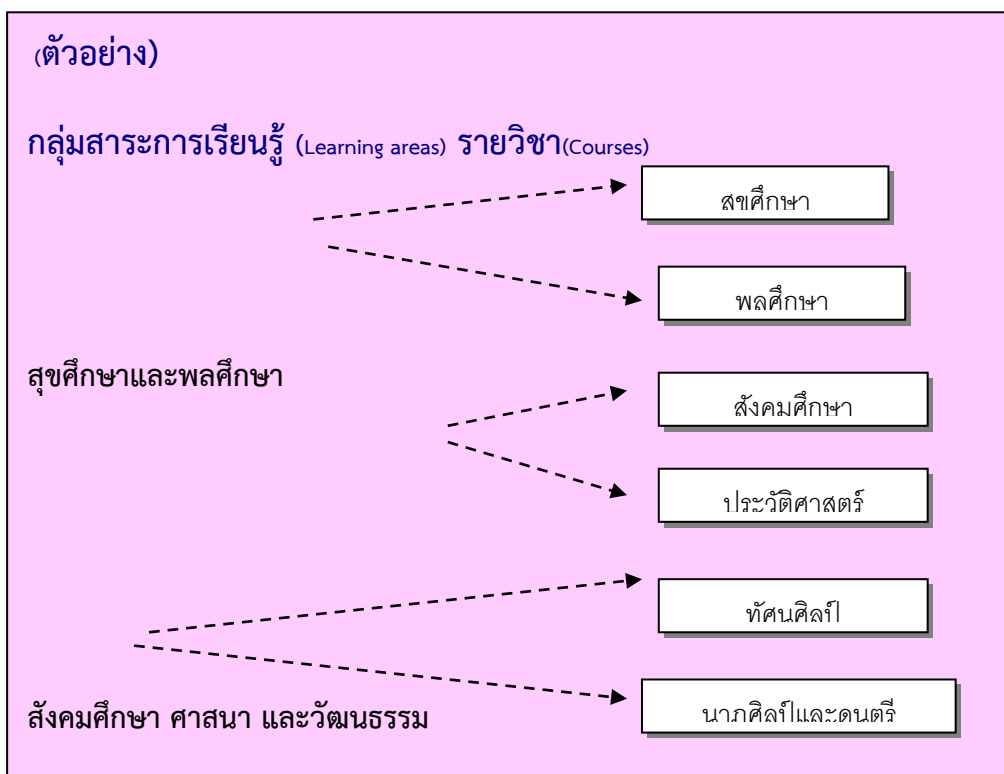 (ตัวอย่าง)
กลุ่มสาระการเรียนรู้ (Learning areas) รายวิชา(Courses)
สขศึกษา
พลศึกษา
สุขศึกษาและพลศึกษา
สังคมศึกษา
ประวัติศาสตร์
ทัศนศิลป์
สังคมศึกษา ศาสนา และวัฒนธรรม
นาฏศิลป์และดนตรี